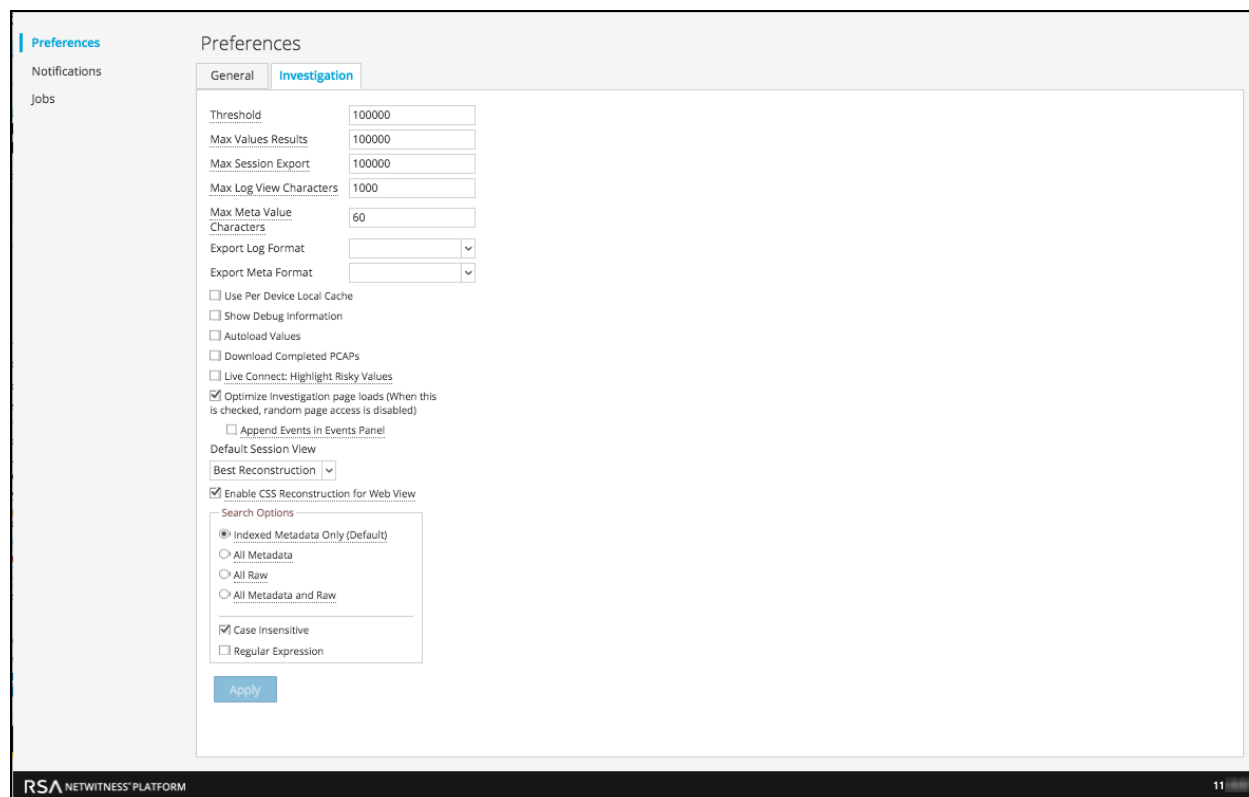 Preferences
Notifications
Jobs
Preferences
General
Investigation
Threshold
100000
Max Values Results
100000
Max Session Export
100000
Max Log View Characters
1000
Max Meta Value
Characters
60
Export Log Format
Export Meta Format
Use Per Device Local Cache
Show Debug Information
Autoload Values
Download Completed PCAPs
Live Connect: Highlight Risky Values
Optimize Investigation page loads (When this
is checked, random page access is disabled)
Append Events in Events Panel
Default Session View
Best Reconstruction
Enable CSS Reconstruction for Web View
Search Options
Indexed Metadata Only (Default)
All Metadata
All Raw
All Metadata and Raw
Case Insensitive
Regular Expression
Apply
RSA NETWITNESS® PLATFORM
11